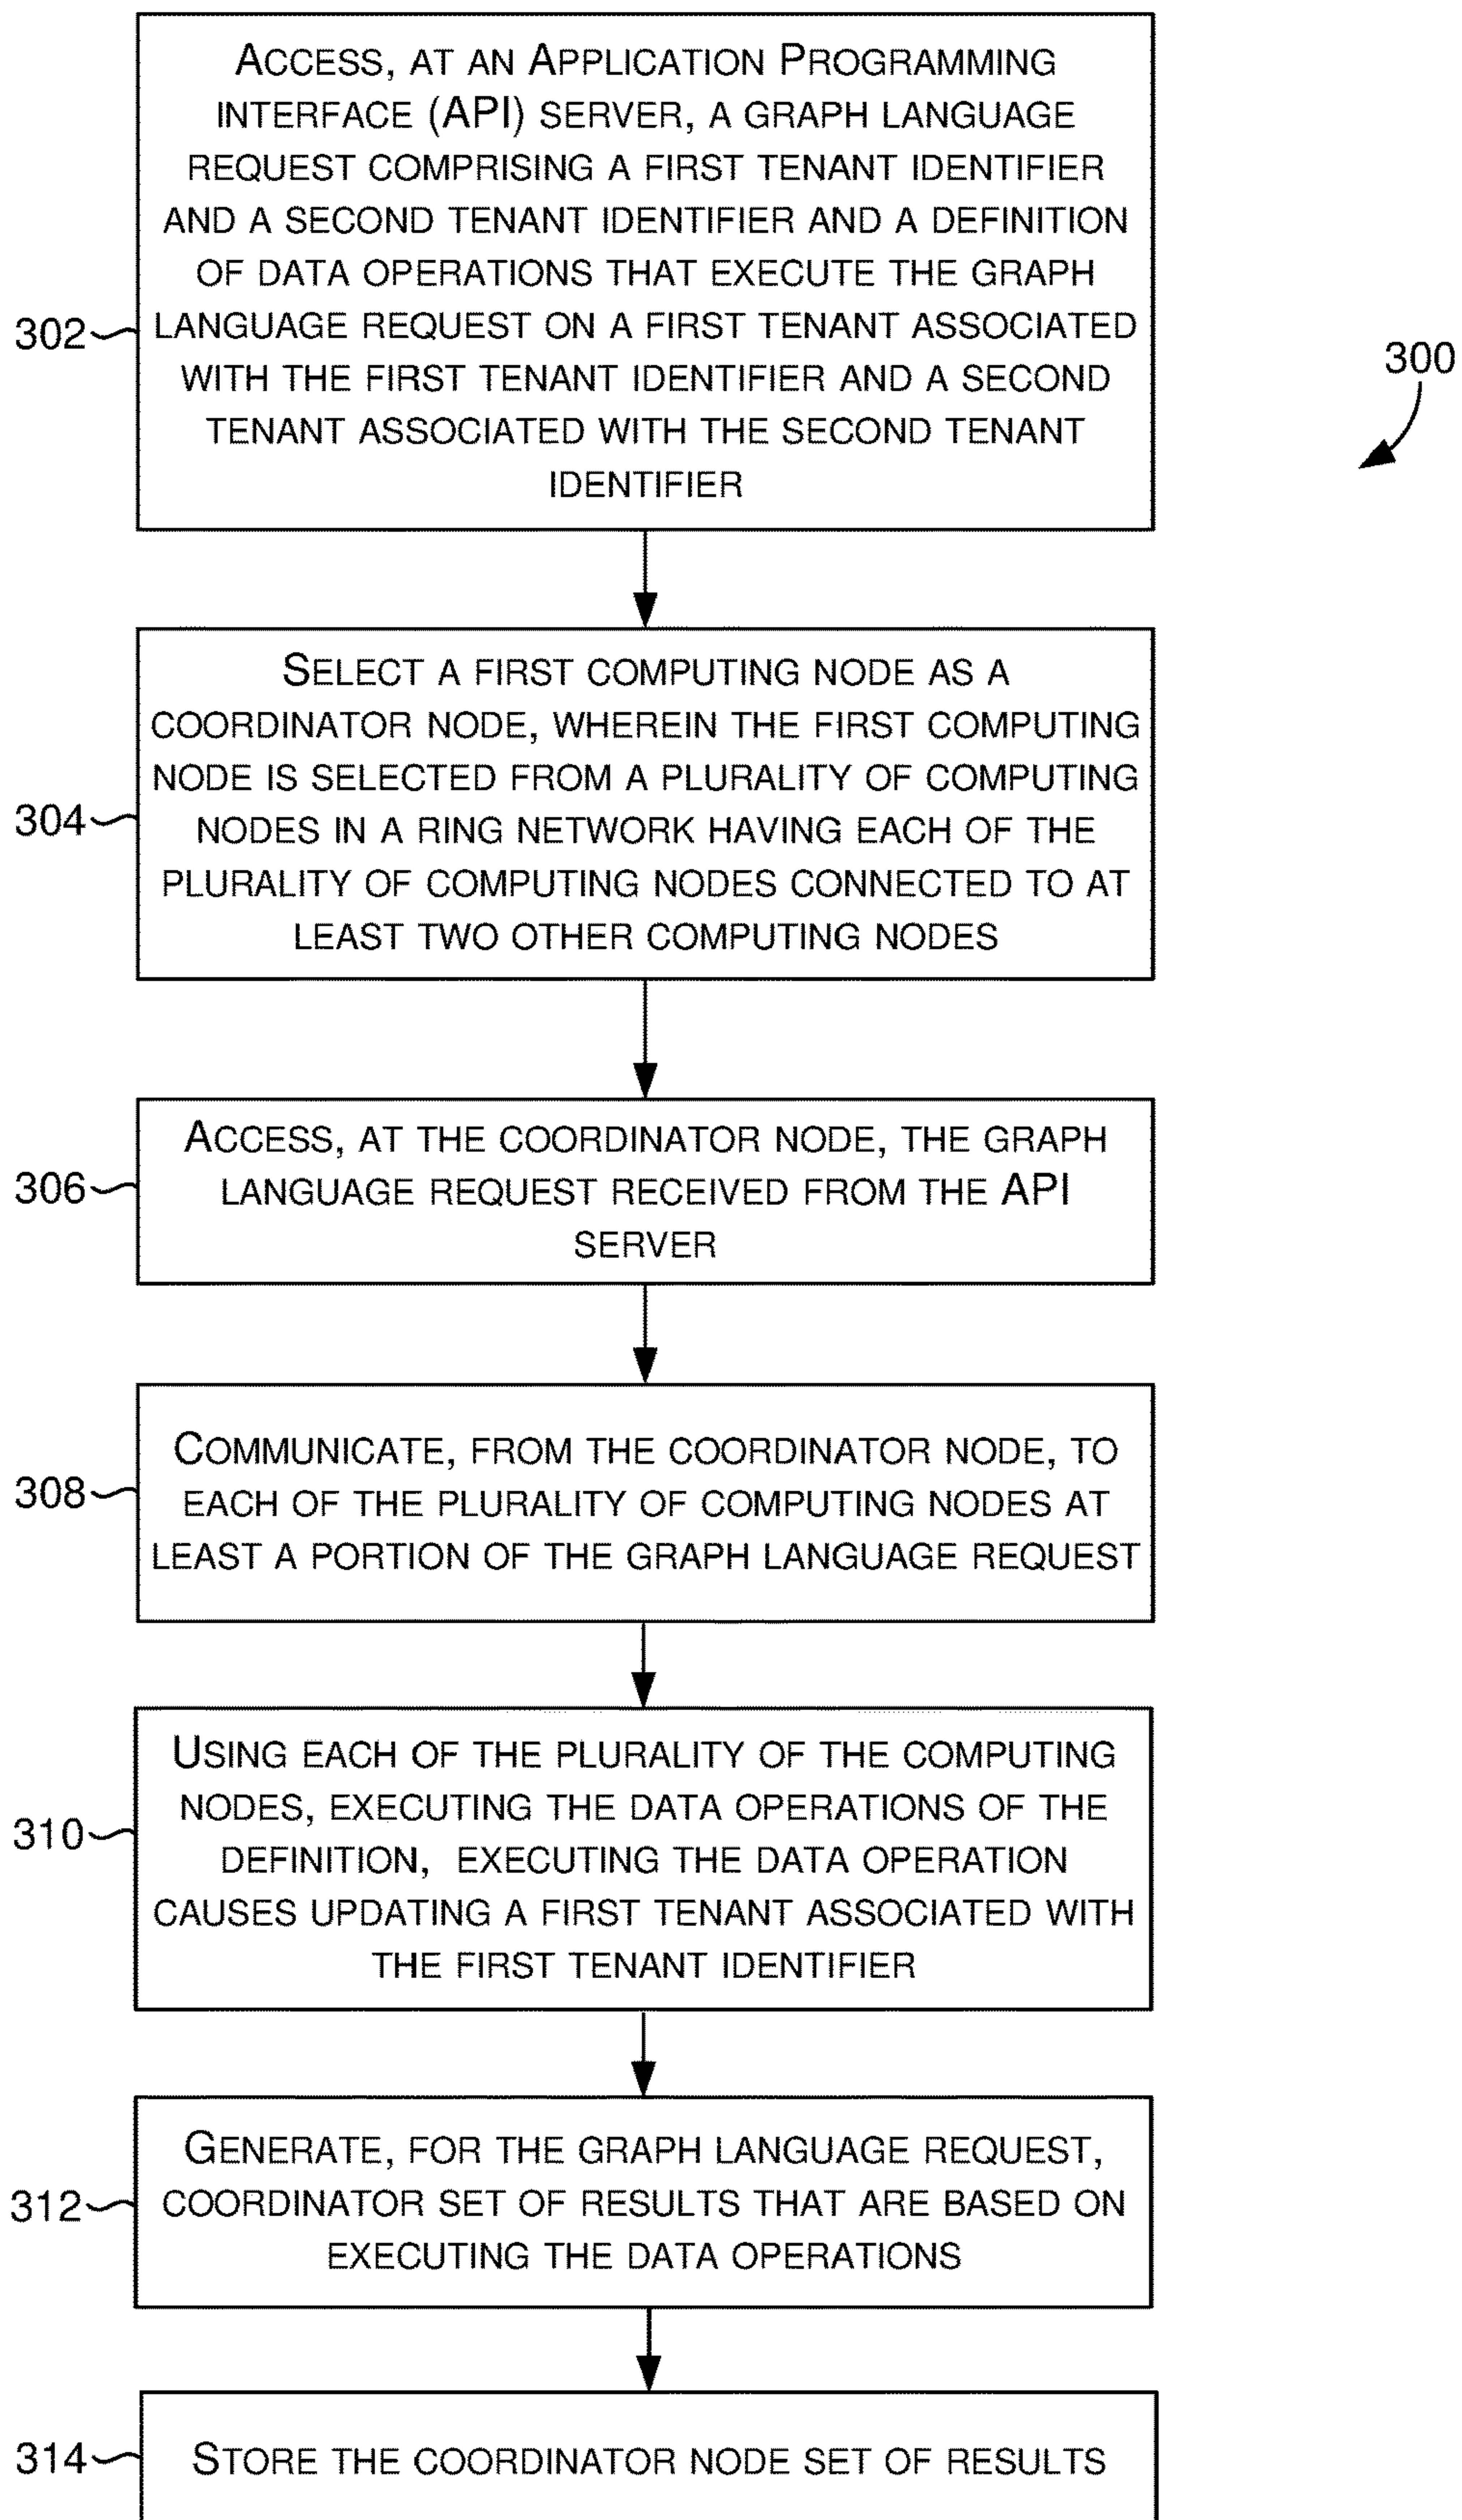 ACCESS, AT AN APPLICATION PROGRAMMING
INTERFACE (API) SERVER, A GRAPH LANGUAGE
REQUEST COMPRISING A FIRST TENANT IDENTIFIER
AND A SECOND TENANT IDENTIFIER AND A DEFINITION
OF DATA OPERATIONS THAT EXECUTE THE GRAPH
LANGUAGE REQUEST ON A FIRST TENANT ASSOCIATED
WITH THE FIRST TENANT IDENTIFIER AND A SECOND
TENANT ASSOCIATED WITH THE SECOND TENANT
IDENTIFIER
302
300
SELECT A FIRST COMPUTING NODE AS A
COORDINATOR NODE, WHEREIN THE FIRST COMPUTING
NODE IS SELECTED FROM A PLURALITY OF COMPUTING
NODES IN A RING NETWORK HAVING EACH OF THE
PLURALITY OF COMPUTING NODES CONNECTED TO AT
LEAST TWO OTHER COMPUTING NODES
304
ACCESS, AT THE COORDINATOR NODE, THE GRAPH
LANGUAGE REQUEST RECEIVED FROM THE API
SERVER
306
COMMUNICATE, FROM THE COORDINATOR NODE, TO
EACH OF THE PLURALITY OF COMPUTING NODES AT
LEAST A PORTION OF THE GRAPH LANGUAGE REQUEST
308
USING EACH OF THE PLURALITY OF THE COMPUTING
NODES, EXECUTING THE DATA OPERATIONS OF THE
DEFINITION, EXECUTING THE DATA OPERATION
CAUSES UPDATING A FIRST TENANT ASSOCIATED WITH
THE FIRST TENANT IDENTIFIER
310
GENERATE, FOR THE GRAPH LANGUAGE REQUEST,
COORDINATOR SET OF RESULTS THAT ARE BASED ON
EXECUTING THE DATA OPERATIONS
312
STORE THE COORDINATOR NODE SET OF RESULTS
314